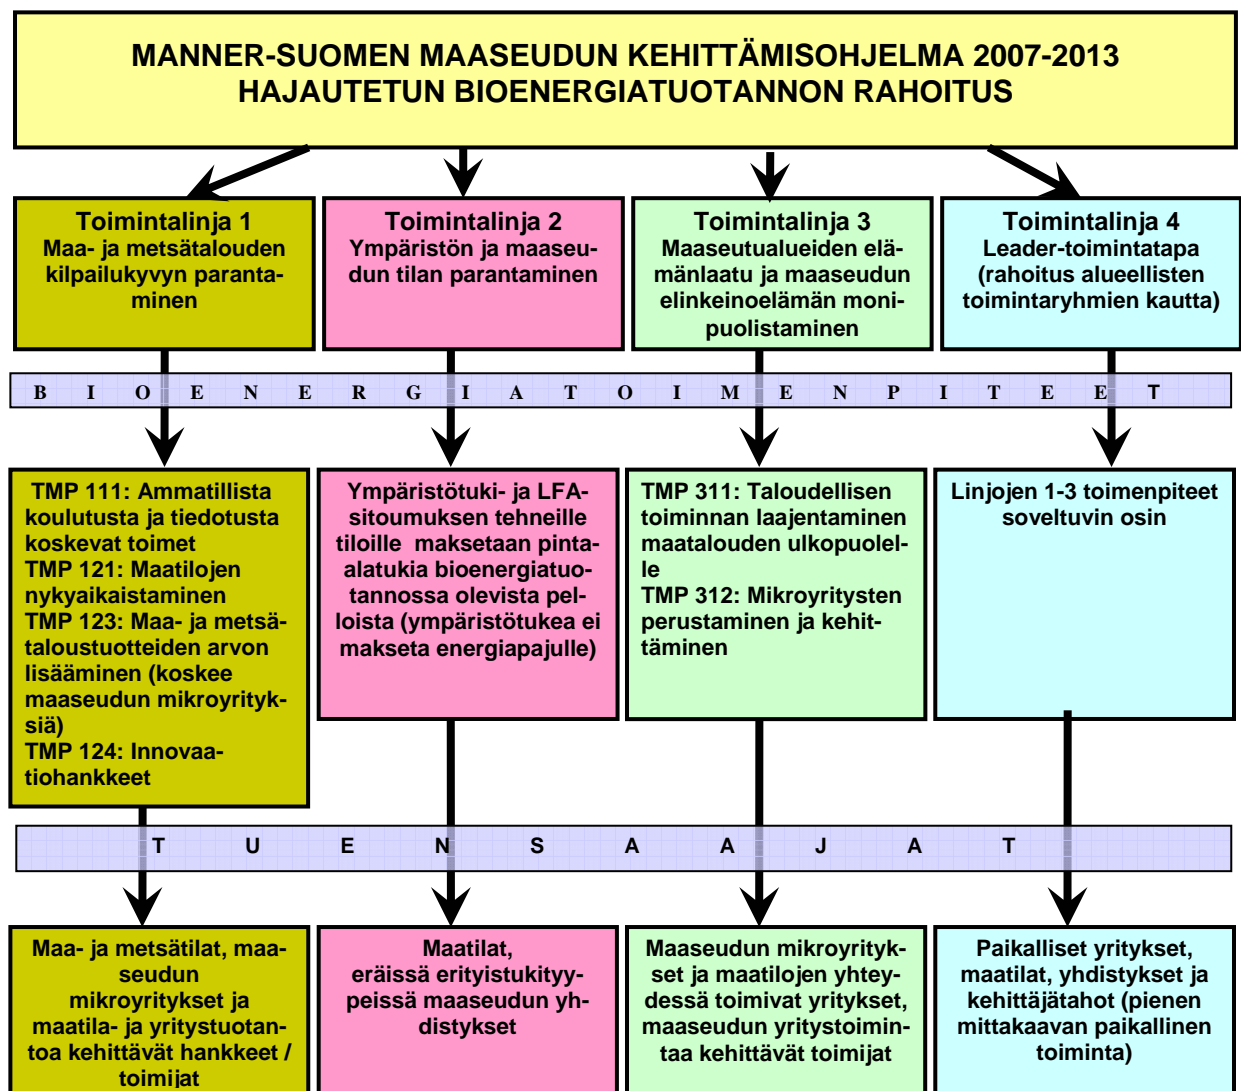 MANNER-SUOMEN MAASEUDUN KEHITTÄMISOHJELMA 2007-2013
HAJAUTETUN BIOENERGIATUOTANNON RAHOITUS
Toimintalinja 1
Maa- ja metsätalouden
kilpailukyvyn paranta-
minen
Toimintalinja 2
Ympäristön ja maaseu-
dun tilan parantaminen
Toimintalinja 3
Maaseutualueiden elä-
mänlaatu ja maaseudun
elinkeinoelämän moni-
puolistaminen
Toimintalinja 4
Leader-toimintatapa
(rahoitus alueellisten
toimintaryhmien kautta)
B I O E N E R G I A T O I M E N P I T E E T
TMP 111: Ammatillista
koulutusta ja tiedotusta
koskevat toimet
TMP 121: Maatilojen
nykyaikaistaminen
TMP 123: Maa- ja metsä-
taloustuotteiden arvon
lisääminen (koskee
maaseudun mikroyrityk-
siä)
TMP 124: Innovaa-
tiohankkeet
Ympäristötuki- ja LFA-
sitoumuksen tehneille
tiloille maksetaan pinta-
alatukia bioenergiatuo-
tannossa olevista pel-
loista (ympäristötukea ei
makseta energiapajulle)
TMP 311: Taloudellisen
toiminnan laajentaminen
maatalouden ulkopuolel-
le
TMP 312: Mikroyritysten
perustaminen ja kehit-
täminen
Linjojen 1-3 toimenpiteet
soveltuvin osin
T U E N S A A J A T
Maa- ja metsätilat, maa-
seudun
mikroyritykset ja
maatila- ja yritystuotan-
toa kehittävät hankkeet /
toimijat
Maatilat,
eräissä erityistukityy-
peissä maaseudun yh-
distykset
Maaseudun mikroyrityk-
set ja maatilojen yhtey-
dessä toimivat yritykset,
maaseudun yritystoimin-
taa kehittävät toimijat
Paikalliset yritykset,
maatilat, yhdistykset ja
kehittäjätahot (pienen
mittakaavan paikallinen
toiminta)